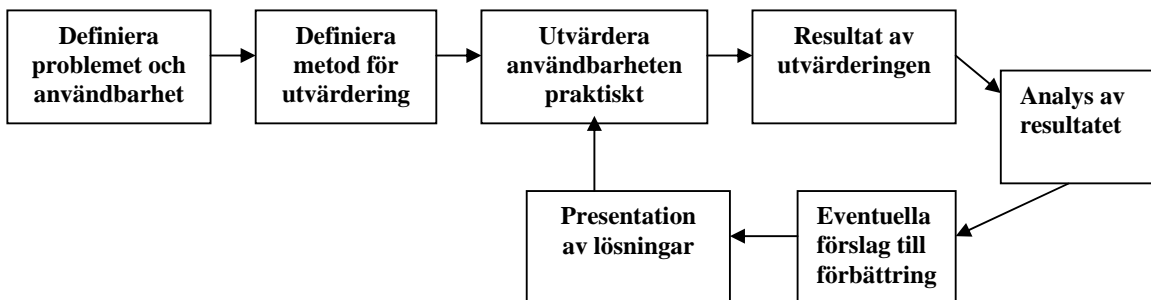 Definiera
problemet och
användbarhet
Definiera
metod för
utvärdering
Utvärdera
användbarheten
praktiskt
Resultat av
utvärderingen
Analys av
resultatet
Eventuella
förslag till
förbättring
Presentation
av lösningar